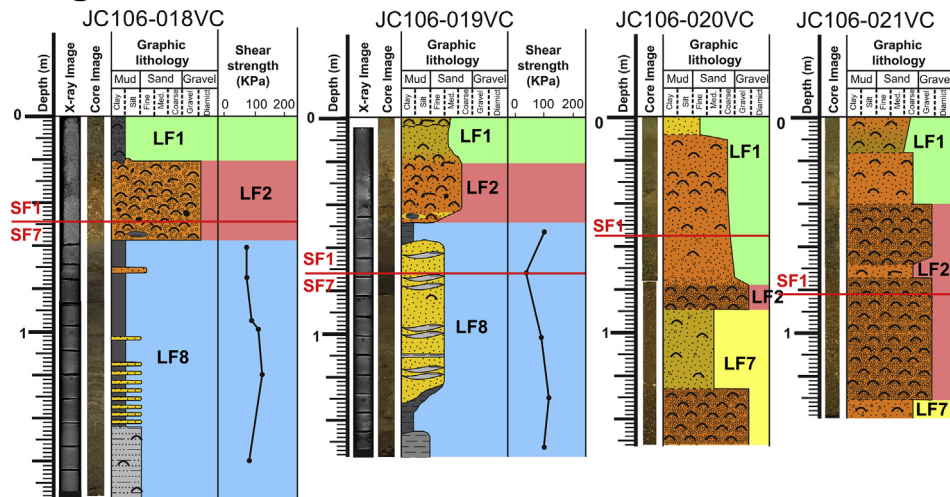 JC106-018VC
Depth (m)
X-ray Image
Core Image
Graphic
lithology
Mud Sand Gravel
Clay
Silt
Fine
Med.
Coarse
Gravel
Diamict
Shear
strength
(KPa)
0 100 200
0
1
LF1
LF2
SF1
SF7
LF8
JC106-019VC
Depth (m)
X-ray Image
Core Image
Graphic
lithology
Mud Sand Gravel
Clay
Silt
Fine
Med.
Coarse
Gravel
Diamict
Shear
strength
(KPa)
0 100 200
0
1
LF1
LF2
SF1
SF7
LF8
JC106-020VC
Depth (m)
Core Image
Graphic
lithology
Mud Sand Gravel
Clay
Silt
Fine
Med.
Coarse
Gravel
Diamict
0
1
LF1
SF1
LF2
LF7
JC106-021VC
Depth (m)
Core Image
Graphic
lithology
Mud Sand Gravel
Clay
Silt
Fine
Med.
Coarse
Gravel
Diamict
0
1
LF1
LF2
SF1
LF7